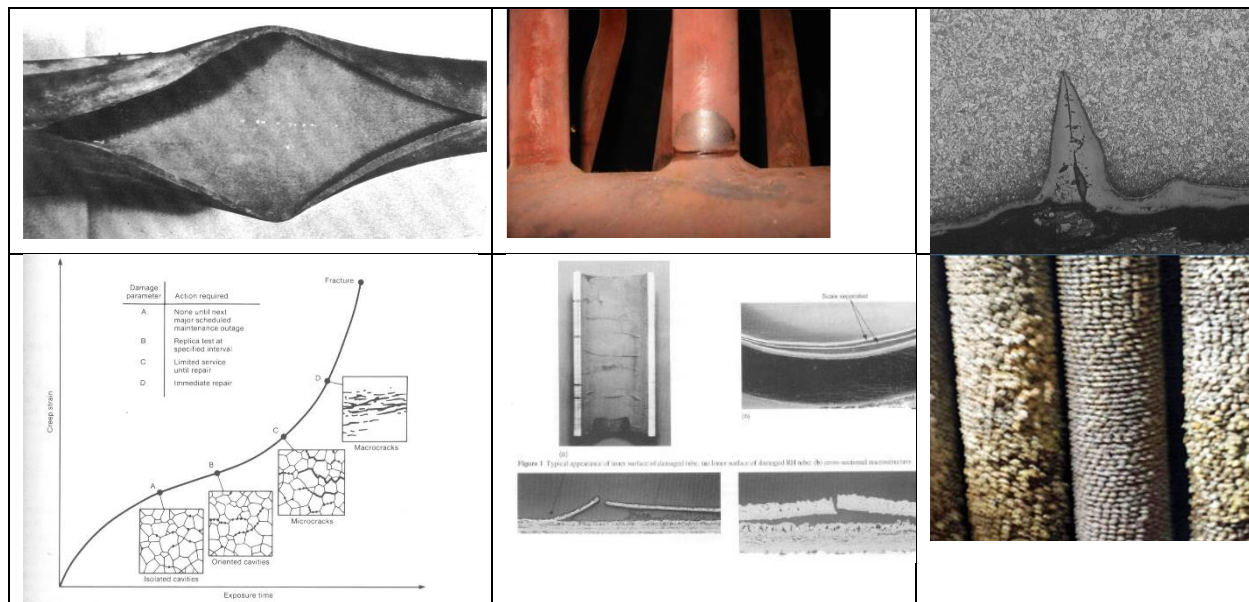 Fracture
Damage parameter
Action required
A
None until next major scheduled maintenance outage
B
Replica test at specified interval
C
Limited service until repair
D
Immediate repair
Creep strain
D
Macrocracks
C
Microcracks
B
Oriented cavities
A
Isolated cavities
Exposure time
Scale separated
(a)
(b)
Figure 1 Typical appearance of inner surface of damaged tube, (a) Inner surface of damaged RH tube; (b) cross-sectional macrostructure